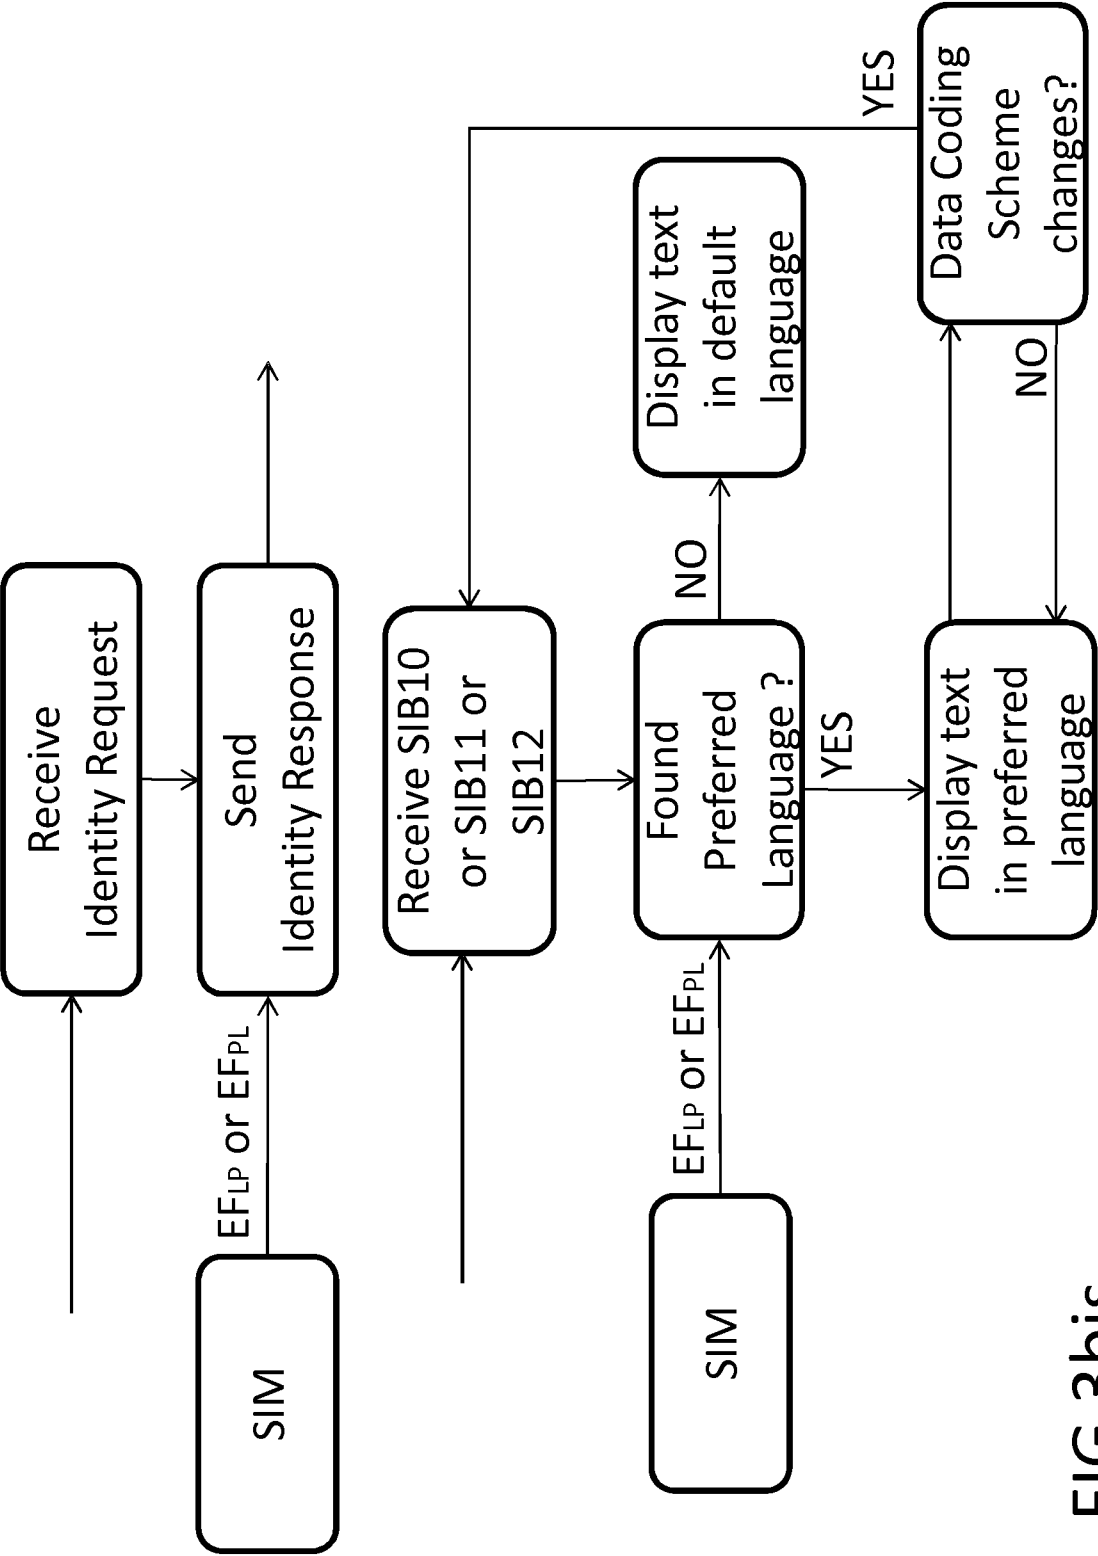 Receive
Identity Request
SIM
EFLP or EFPL
Send
Identity Response
Receive SIB10
or SIB11 or
SIB12
SIM
EFLP or EFPL
Found
Preferred
Language ?
NO
Display text
in default
language
YES
Display text
in preferred
language
YES
Data Coding
Scheme
changes?
NO
FIG 3bis